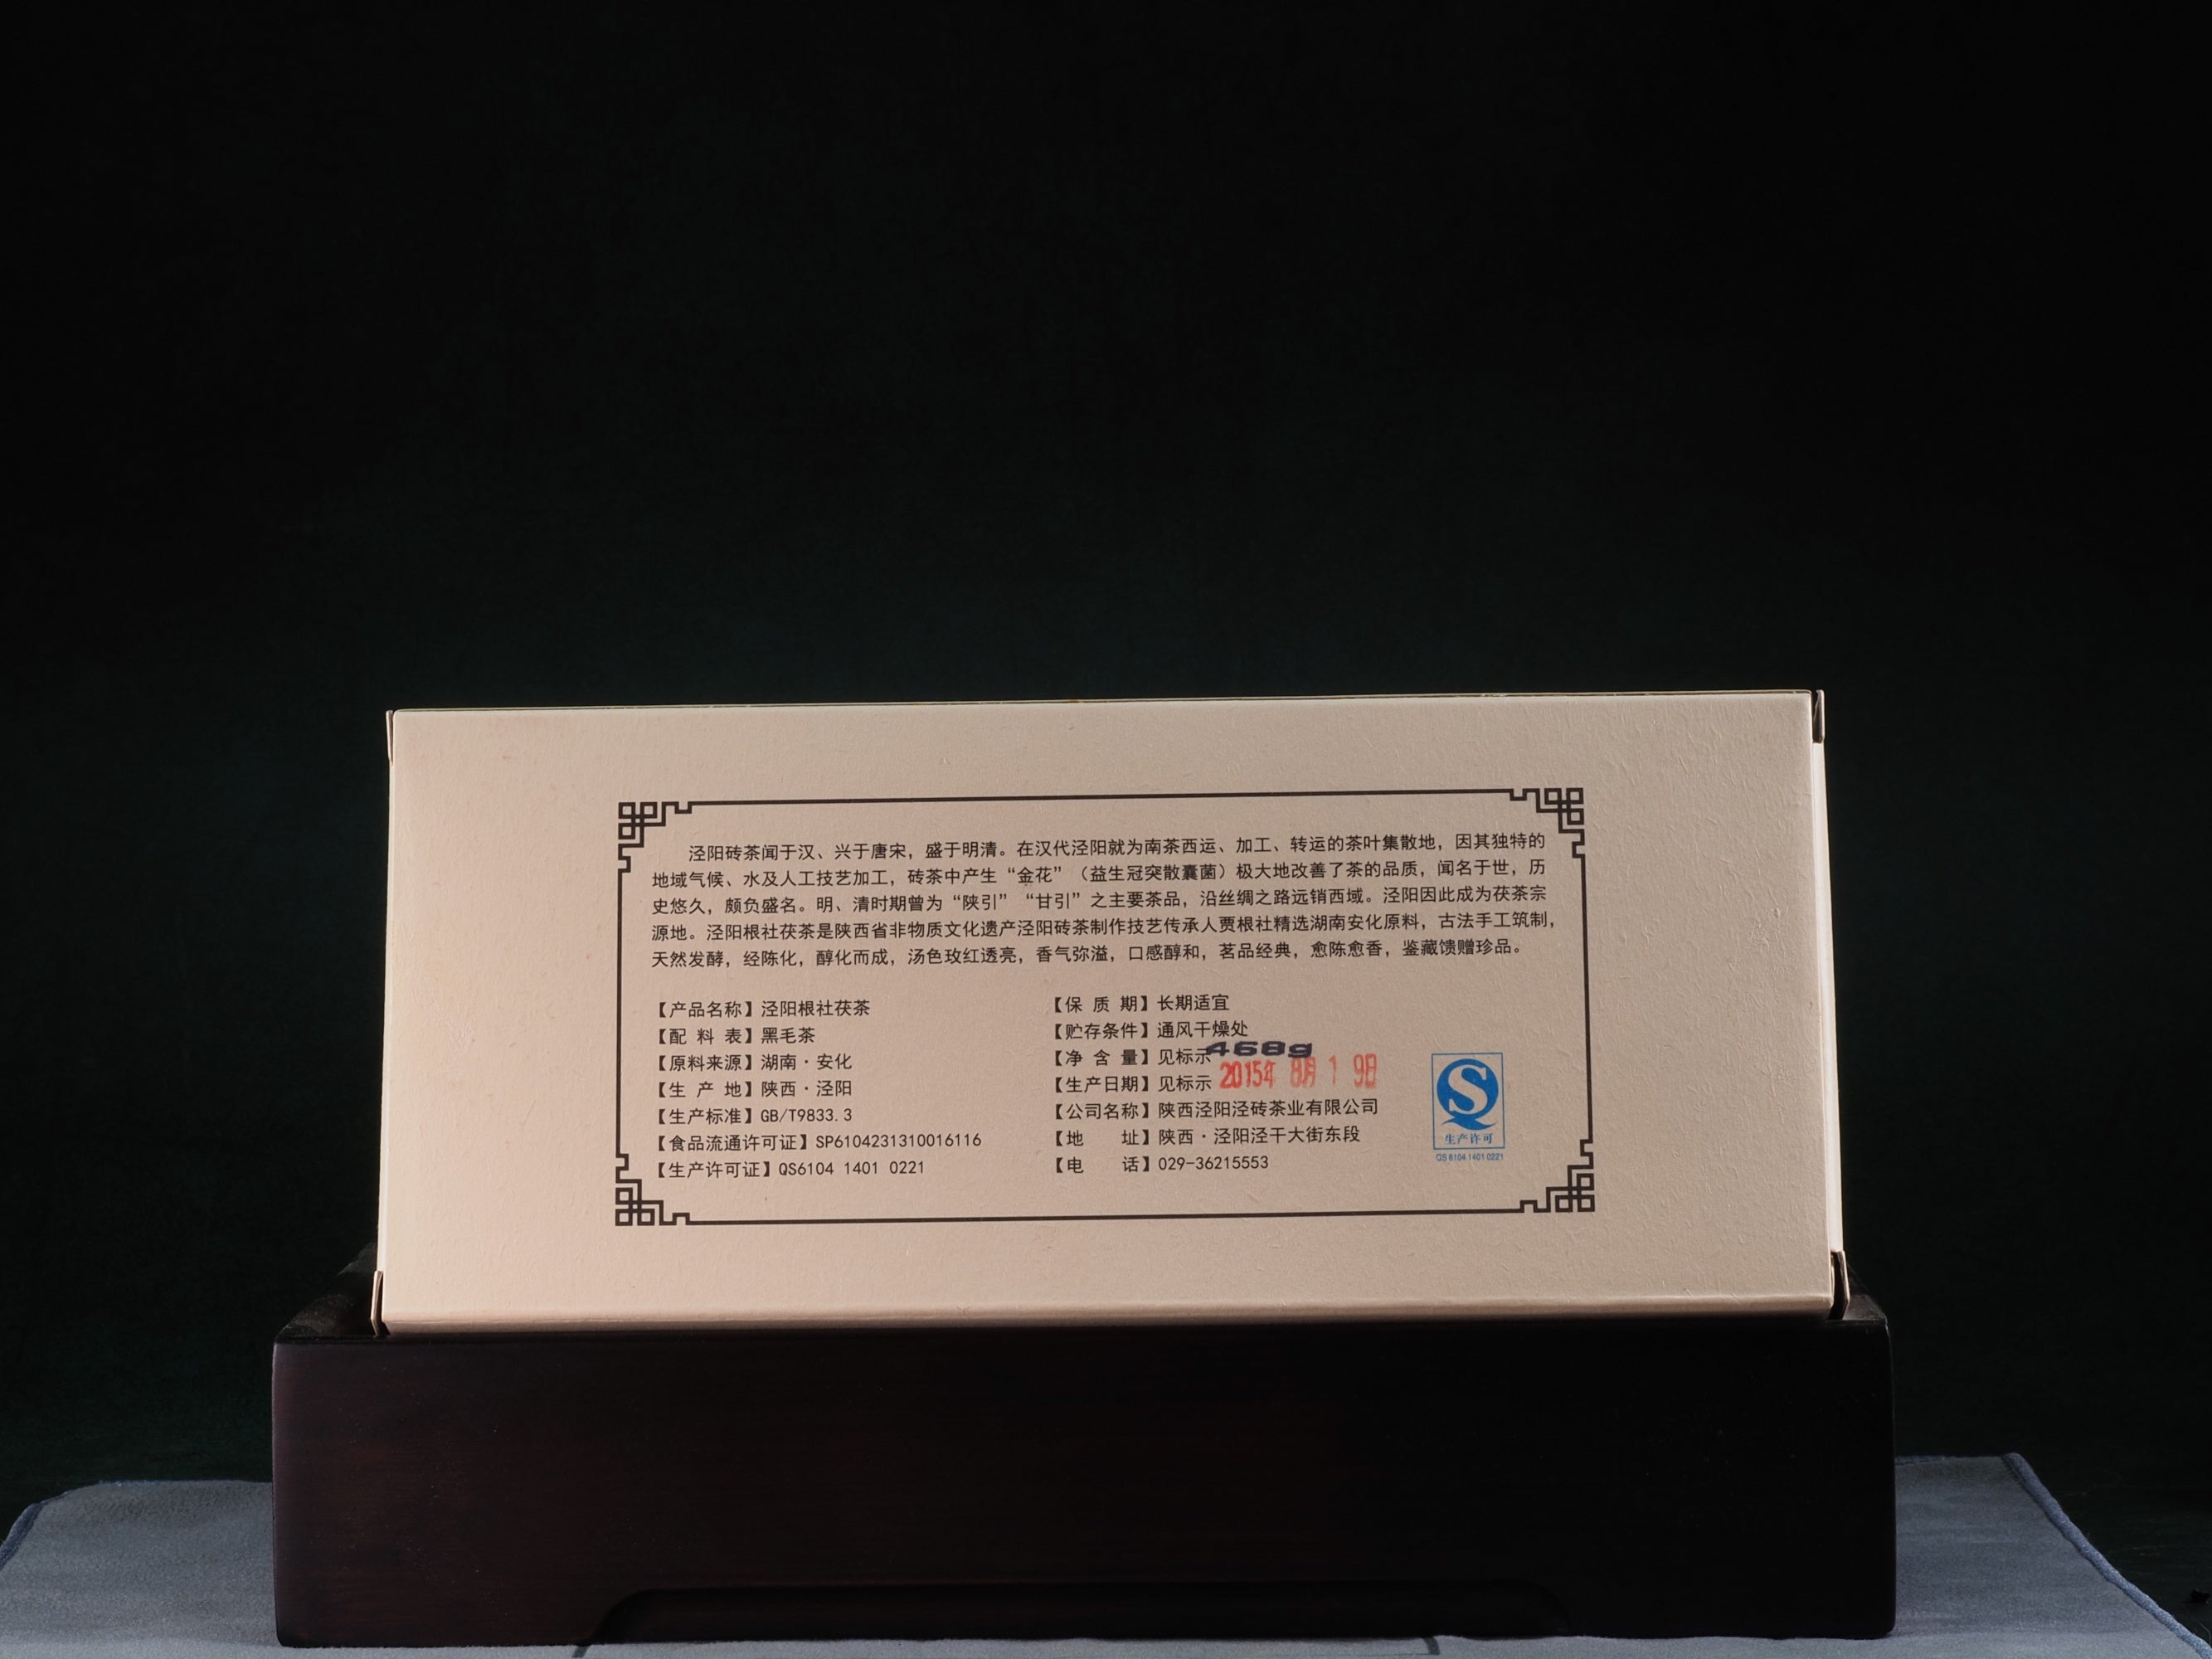 泾阳砖茶闻于汉、兴于唐宋，盛于明清。在汉代泾阳就为南茶西运、加工、转运的茶叶集散地，因其独特的
地域气候、水及人工技艺加工，砖茶中产生“金花”（益生冠突散囊菌）极大地改善了茶的品质，闻名于世，历
史悠久，颇负盛名。明、清时期曾为“陕引”“甘引”之主要茶品，沿丝绸之路远销西域。泾阳因此成为茯茶宗
源地。泾阳根社茯茶是陕西省非物质文化遗产泾阳砖茶制作技艺传承人贾根社精选湖南安化原料，古法手工筑制，
天然发酵，经陈化，醇化而成，汤色玫红透亮，香气弥溢，口感醇和，茗品经典，愈陈愈香，鉴藏馈赠珍品。
【产品名称】泾阳根社茯茶
【配 料 表】黑毛茶
【原料来源】湖南·安化
【生 产 地】陕西·泾阳
【生产标准】GB/T9833.3
【食品流通许可证】SP6104231310016116
【生产许可证】QS6104 1401 0221
【保 质 期】长期适宜
【贮存条件】通风干燥处
【净 含 量】见标示 468g
【生产日期】见标示 2015年 8月 1 9日
【公司名称】陕西泾阳泾砖茶业有限公司
【地 址】陕西·泾阳泾干大街东段
【电 话】029-36215553
S
生产许可
QS 6104 1401 0221